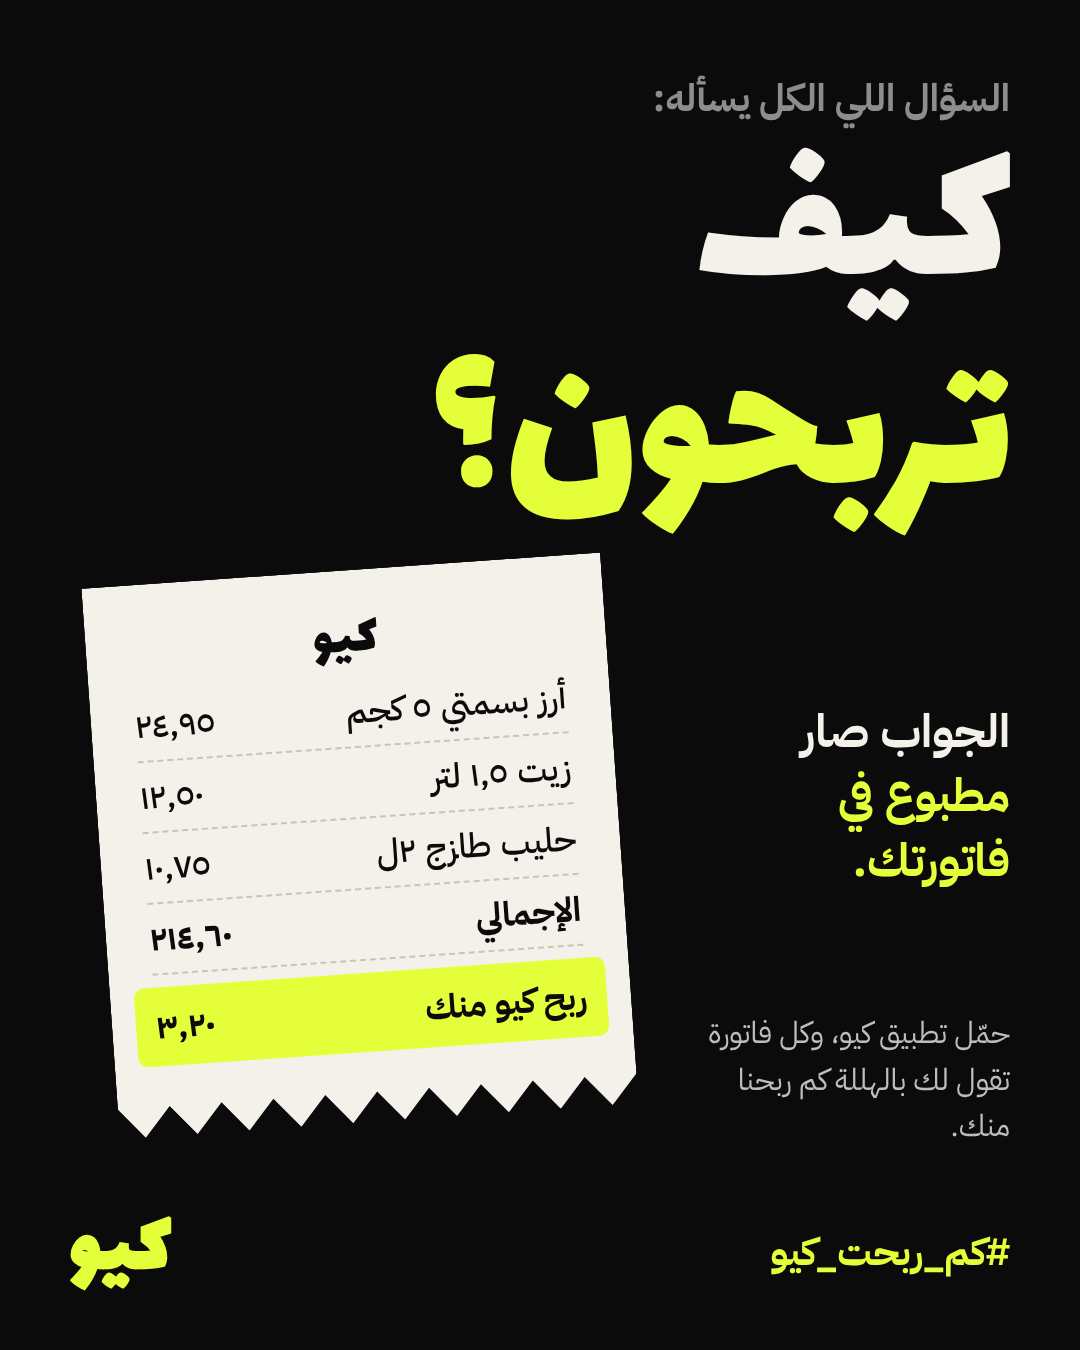 السؤال اللي الكل يسأله:
كيف
تربحون؟
كيو
أرز بسمتي ٥ كجم ٢٤,٩٥
زيت ١,٥ لتر ١٢,٥٠
حليب طازج ٢ل ١٠,٧٥
الإجمالي ٢١٤,٦٠
ربح كيو منك ٣,٢٠
الجواب صار
مطبوع في
فاتورتك.
حمّل تطبيق كيو، وكل فاتورة
تقول لك بالهللة كم ربحنا
منك.
#كم_ربحت_كيو
كيو